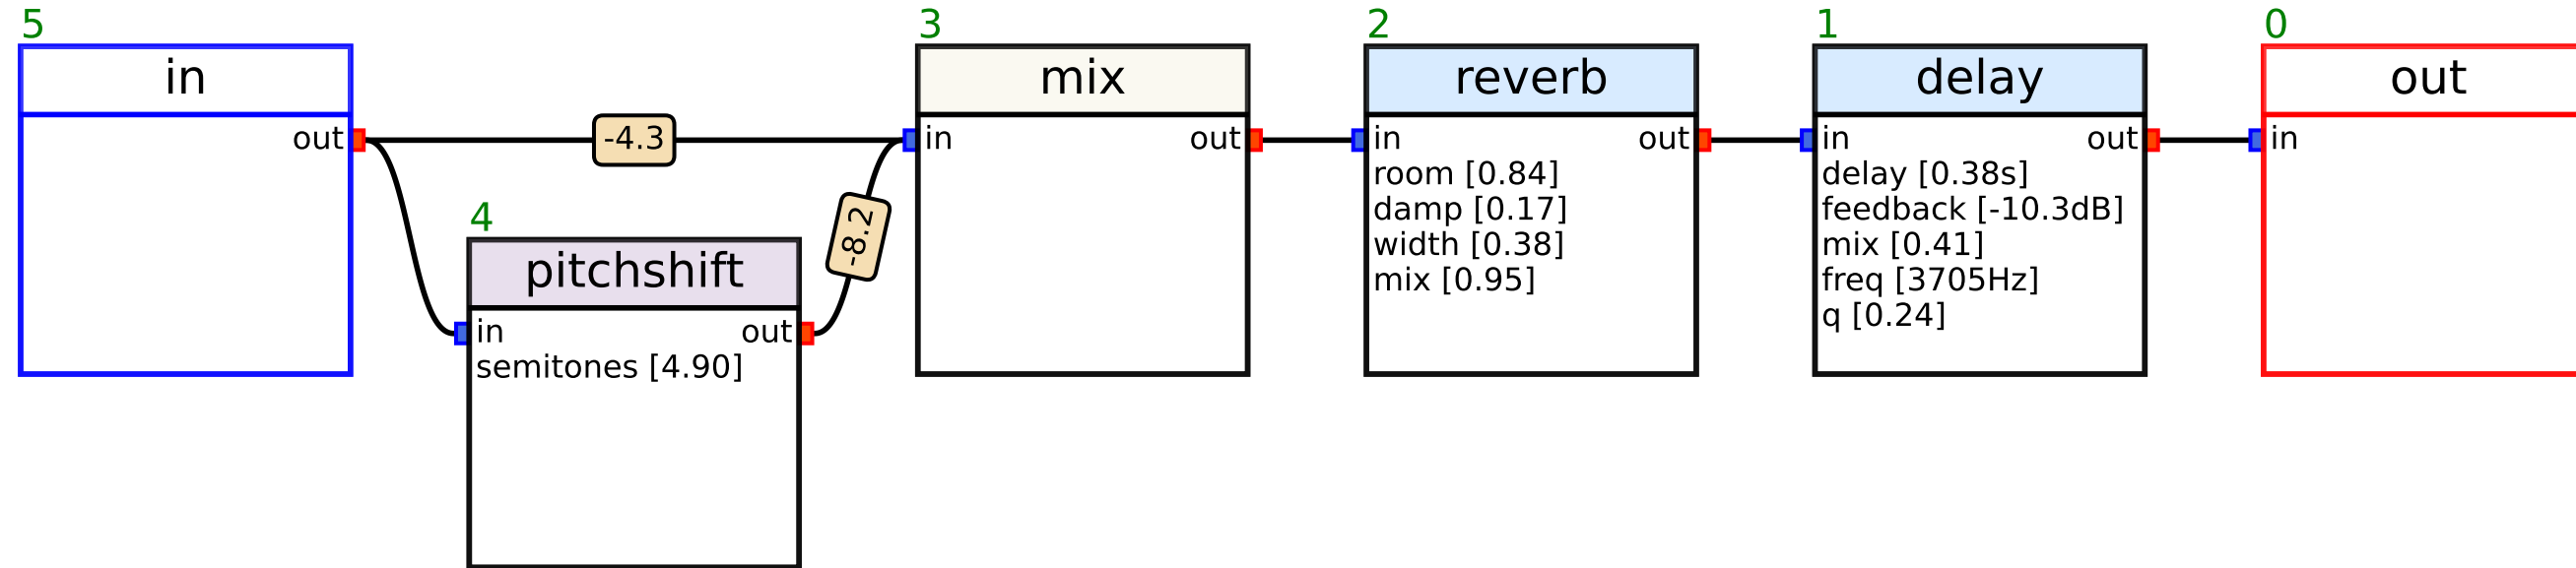 5
in
out
-4.3
4
pitchshift
in
out
semitones [4.90]
-8.2
3
mix
in
out
2
reverb
in
out
room [0.84]
damp [0.17]
width [0.38]
mix [0.95]
1
delay
in
out
delay [0.38s]
feedback [-10.3dB]
mix [0.41]
freq [3705Hz]
q [0.24]
0
out
in